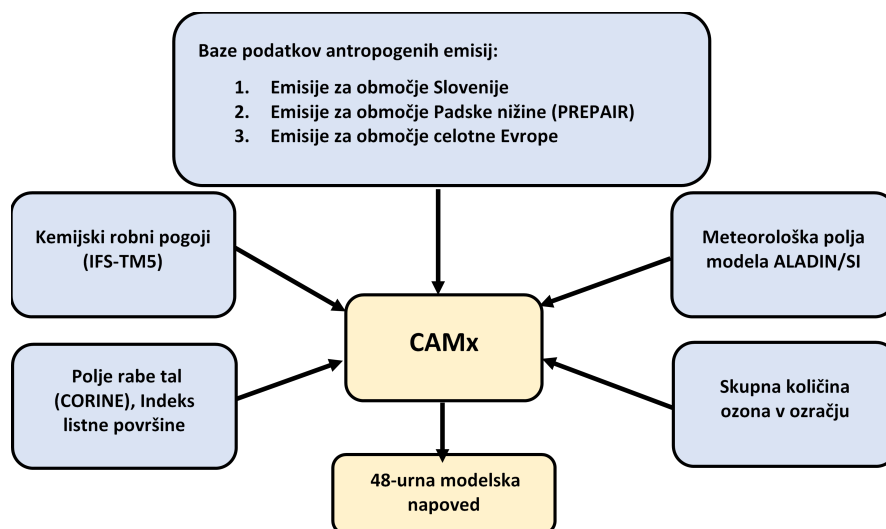 Baze podatkov antropogenih emisij:
1. Emisije za območje Slovenije
2. Emisije za območje Padske nižine (PREPAIR)
3. Emisije za območje celotne Evrope
Kemijski robni pogoji
(IFS-TM5)
Meteorološka polja
modela ALADIN/SI
CAMx
Polje rabe tal
(CORINE), Indeks
listne površine
Skupna količina
ozona v ozračju
48-urna modelska
napoved